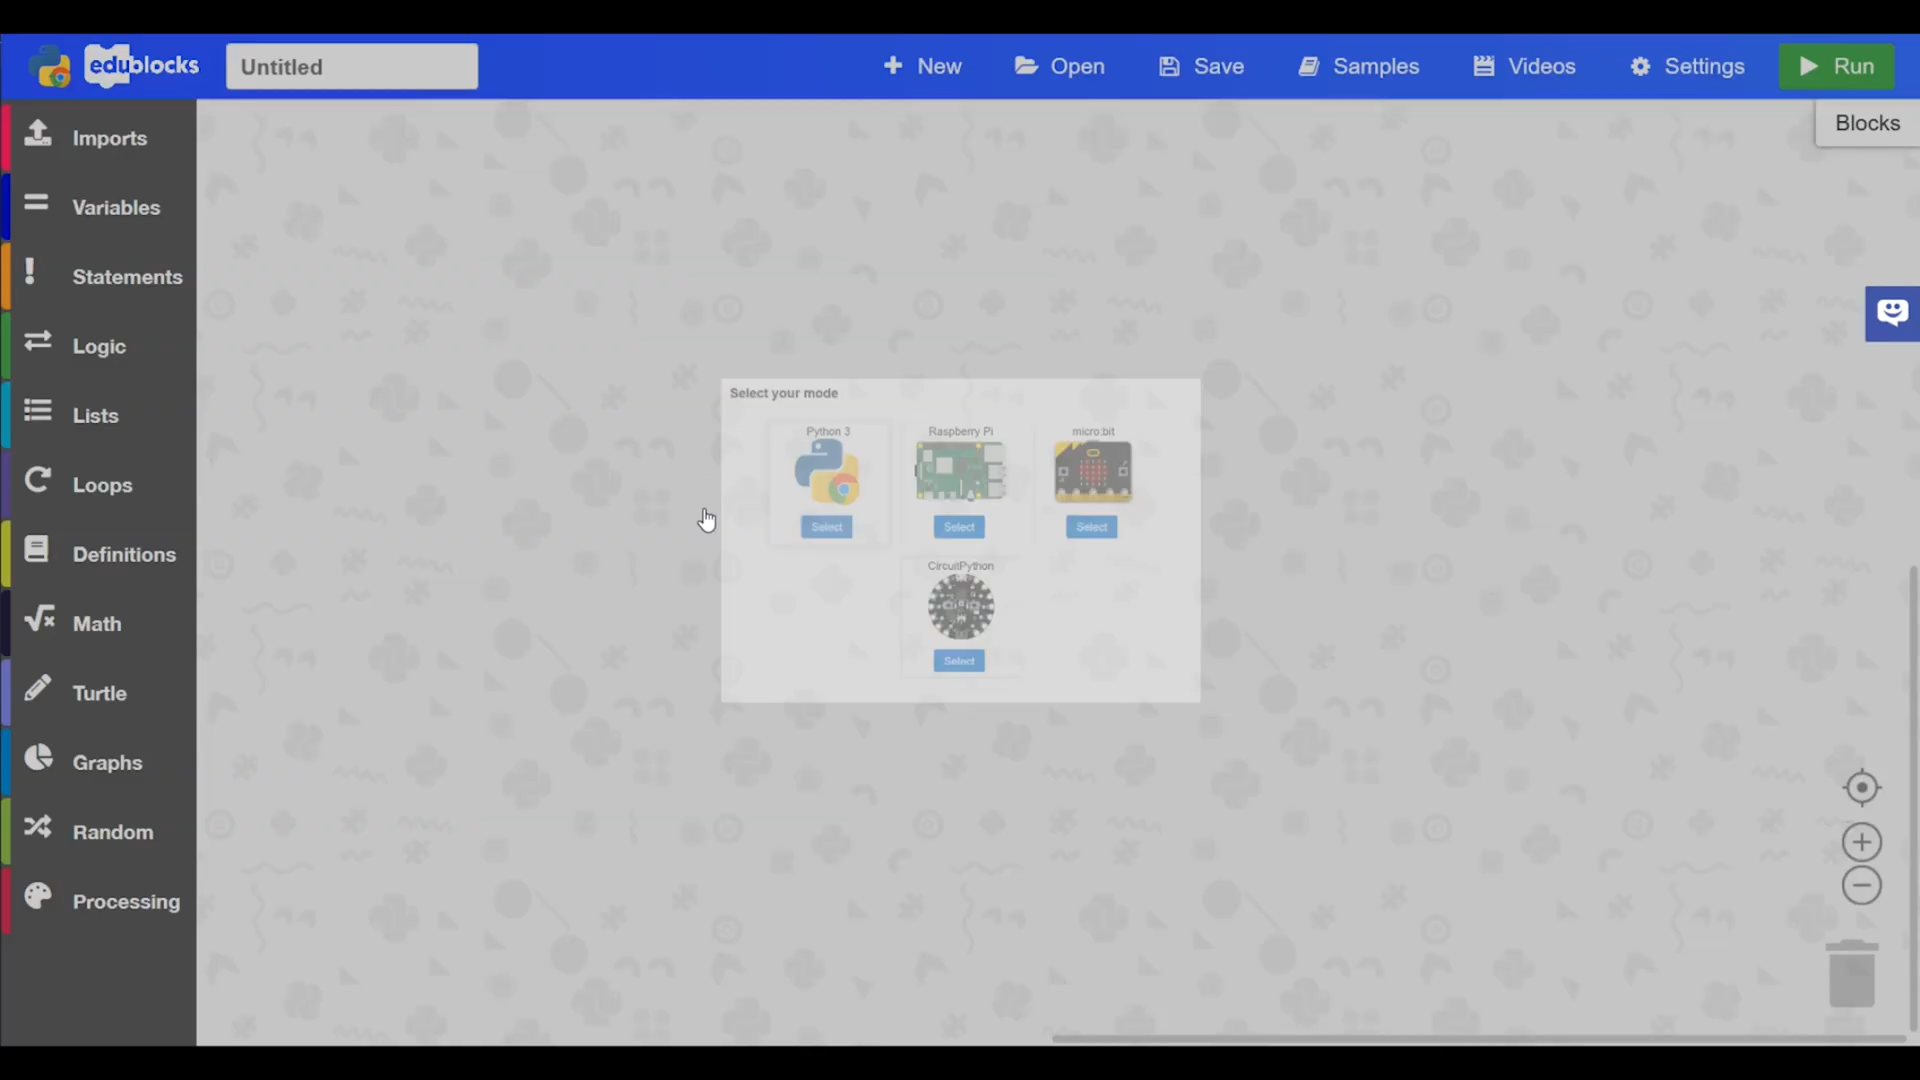 edublocks
Untitled
New
Open
Save
Samples
Videos
Settings
Run
Blocks
Imports
Variables
Statements
Logic
Lists
Loops
Definitions
Math
Turtle
Graphs
Random
Processing
Select your mode
Python 3
Raspberry Pi
micro:bit
Select
Select
Select
CircuitPython
Select